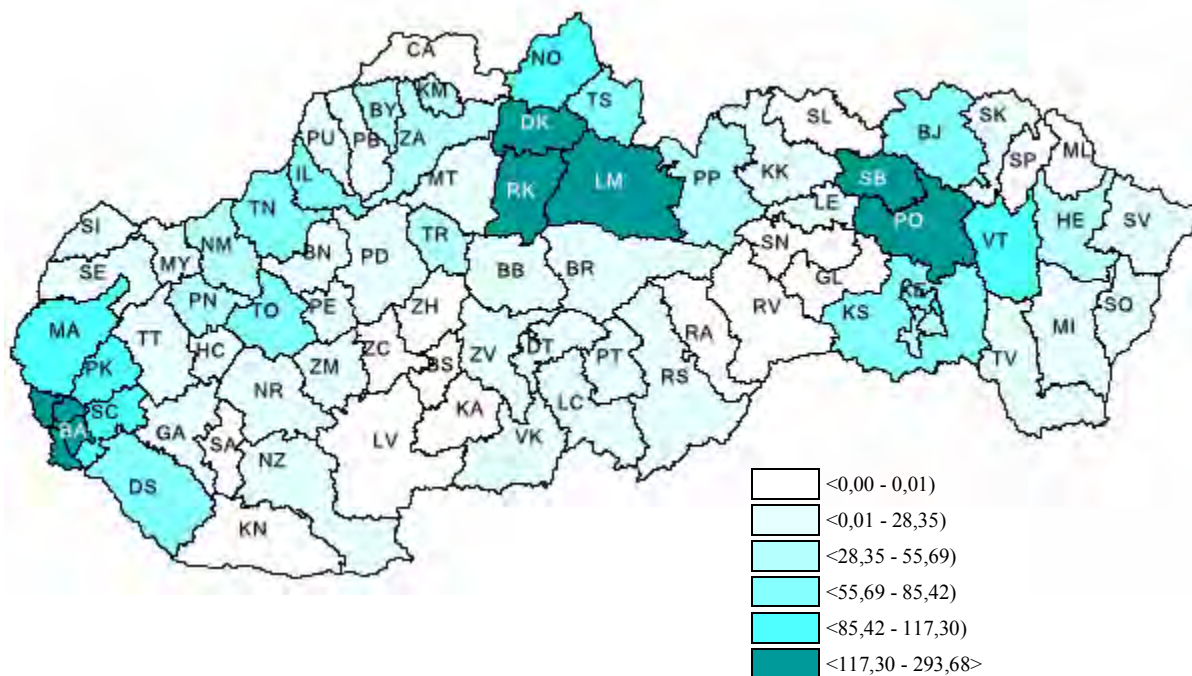 CA
NO
KM
BY
TS
PU
PB
ZA
DK
SL
SK
BJ
SP
ML
IL
MT
RK
LM
PP
KK
SB
LE
PO
HE
SV
TN
SI
NM
TR
BN
PD
BB
BR
SN
VT
SE
MY
GL
PN
TO
PE
ZH
RV
KS
KE
SO
MA
TT
HC
ZM
ZC
BS
ZV
DT
PT
RA
MI
TV
PK
NR
RS
SC
BA
GA
SA
KA
LC
VK
LV
NZ
DS
KN
<0,00 - 0,01)
<0,01 - 28,35)
<28,35 - 55,69)
<55,69 - 85,42)
<85,42 - 117,30)
<117,30 - 293,68>